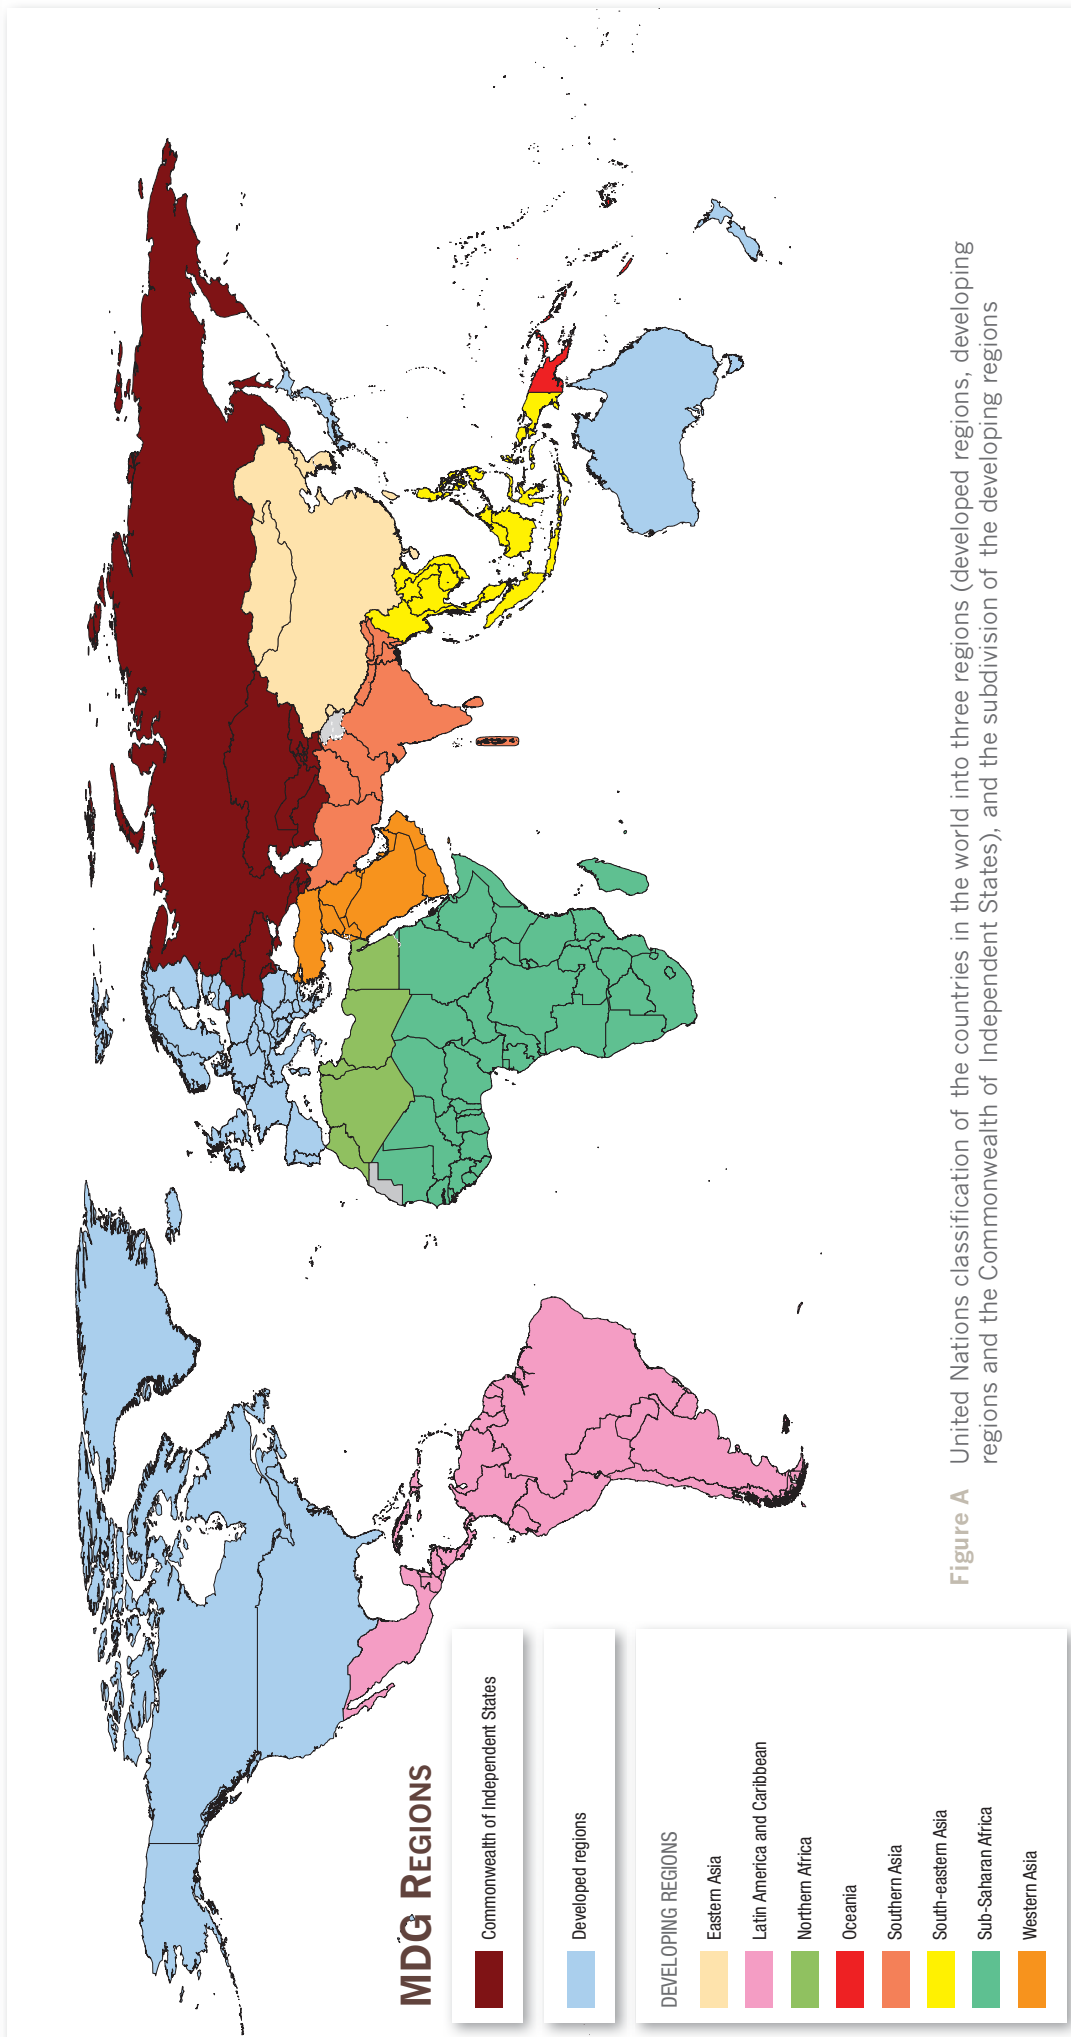 MDG REGIONS
Commonwealth of Independent States
Developed regions
DEVELOPING REGIONS
Eastern Asia
Latin America and Caribbean
Northern Africa
Oceania
Southern Asia
South-eastern Asia
Sub-Saharan Africa
Western Asia
Figure A United Nations classification of the countries in the world into three regions (developed regions, developing
regions and the Commonwealth of Independent States), and the subdivision of the developing regions